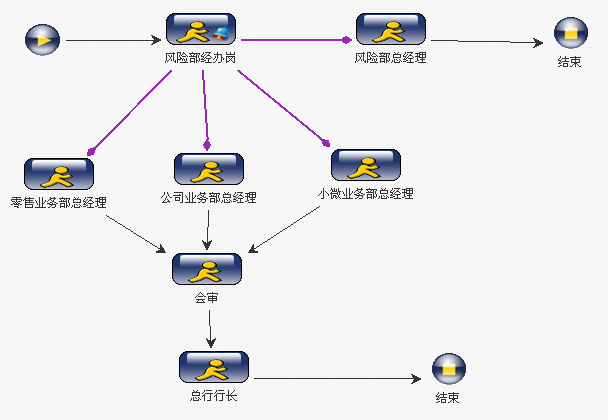 风险部经办岗
风险部总经理
结束
零售业务部总经理
公司业务部总经理
小微业务部总经理
会审
总行行长
结束